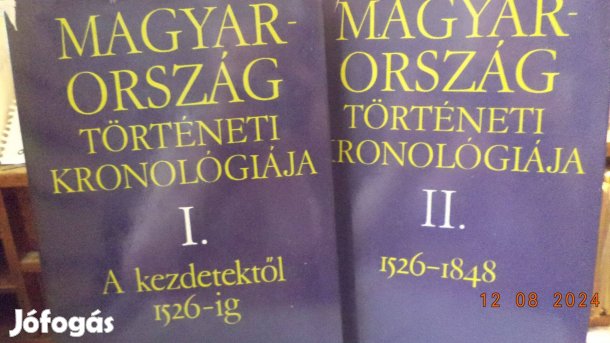 MAGYAR-
ORSZÁG
TÖRTÉNETI
KRONOLÓGIÁJA
I.
A kezdetektől
1526-ig
MAGYAR-
ORSZÁG
TÖRTÉNETI
KRONOLÓGIÁJA
II.
1526-1848
12 08 2024
Jófogás